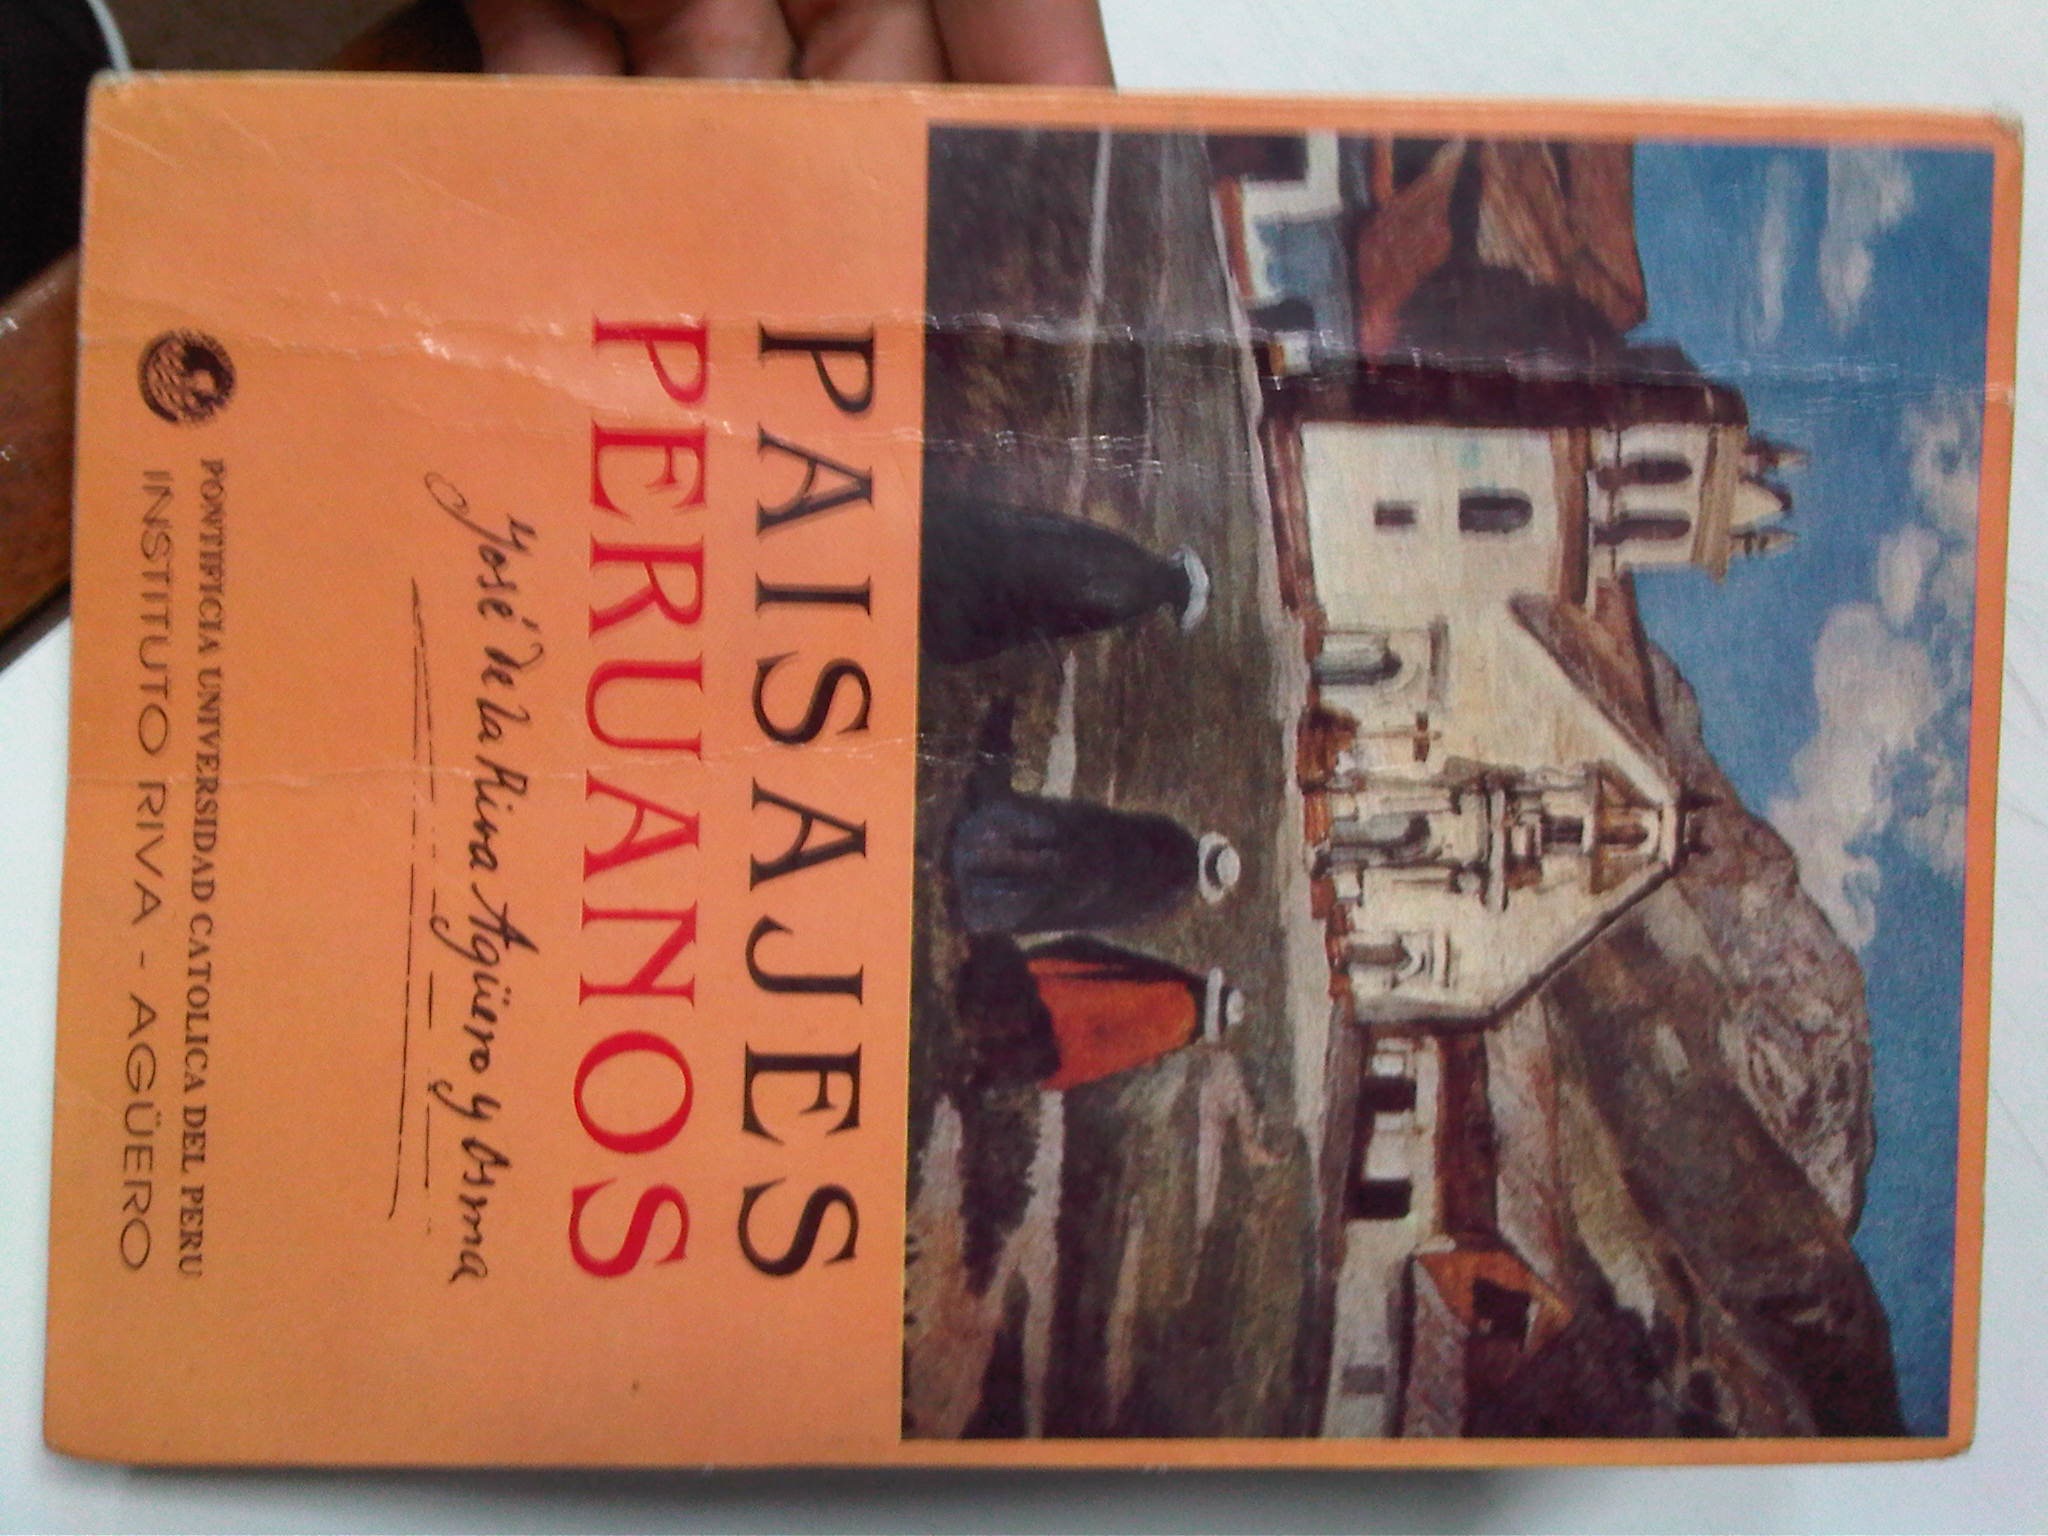 PAISAJES
PERUANOS
José de la Riva Agüero y Osma
PONTIFICIA UNIVERSIDAD CATOLICA DEL PERU
INSTITUTO RIVA - AGÜERO